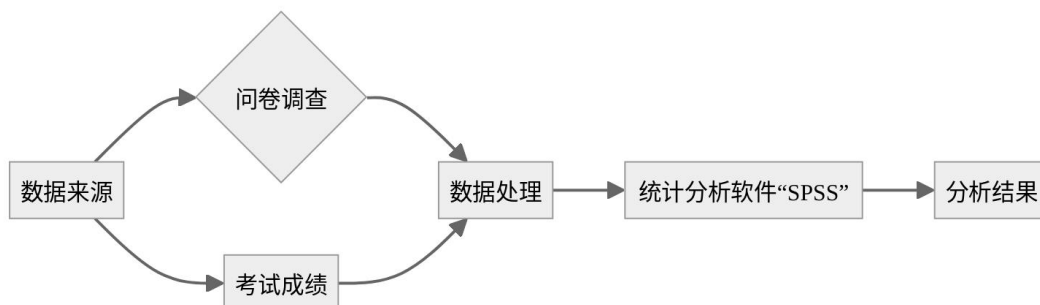 问卷调查
数据来源
数据处理
统计分析软件“SPSS”
分析结果
考试成绩